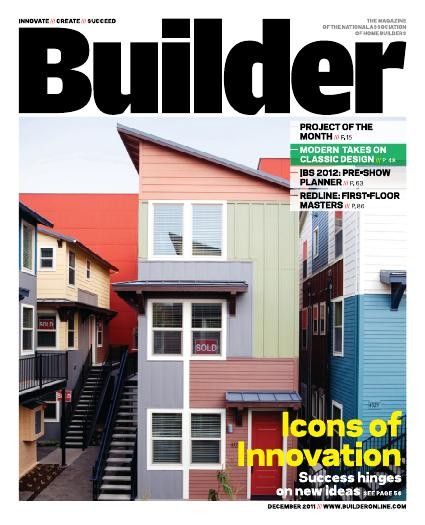 INNOVATE /// CREATE /// SUCCEED
THE MAGAZINE
OF THE NATIONAL ASSOCIATION
OF HOME BUILDERS
Builder
PROJECT OF THE
MONTH /// P. 15
MODERN TAKES ON
CLASSIC DESIGN /// P. 48
IBS 2012: PRE-SHOW
PLANNER /// P. 63
REDLINE: FIRST-FLOOR
MASTERS /// P. 86
SOLD
SOLD
Icons of
Innovation
Success hinges
on new ideas SEE PAGE 56
DECEMBER 2011 /// WWW.BUILDERONLINE.COM